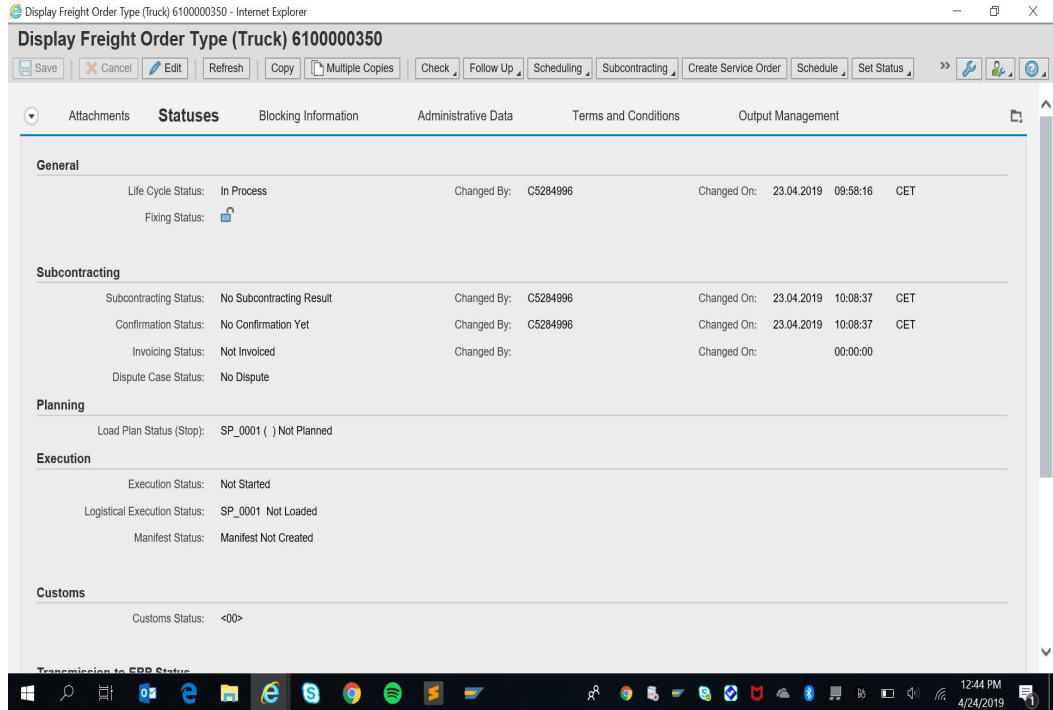 Display Freight Order Type (Truck) 6100000350 - Internet Explorer
Display Freight Order Type (Truck) 6100000350
Save Cancel Edit Refresh Copy Multiple Copies Check Follow Up Scheduling Subcontracting Create Service Order Schedule Set Status
Attachments Statuses Blocking Information Administrative Data Terms and Conditions Output Management
General
Life Cycle Status: In Process Changed By: C5284996 Changed On: 23.04.2019 09:58:16 CET
Fixing Status:
Subcontracting
Subcontracting Status: No Subcontracting Result Changed By: C5284996 Changed On: 23.04.2019 10:08:37 CET
Confirmation Status: No Confirmation Yet Changed By: C5284996 Changed On: 23.04.2019 10:08:37 CET
Invoicing Status: Not Invoiced Changed By: Changed On: 00:00:00
Dispute Case Status: No Dispute
Planning
Load Plan Status (Stop): SP_0001 ( ) Not Planned
Execution
Execution Status: Not Started
Logistical Execution Status: SP_0001 Not Loaded
Manifest Status: Manifest Not Created
Customs
Customs Status: <00>
Transmission to ERP Status
12:44 PM
4/24/2019